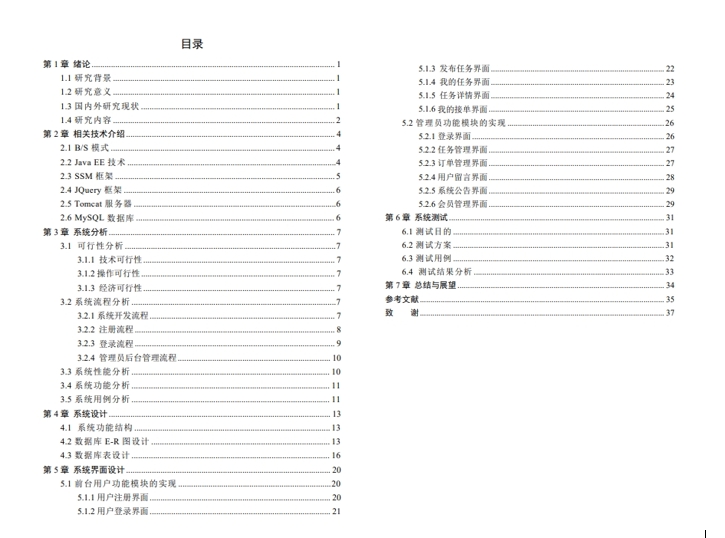 目录
第 1 章 绪论 ........ 1
1.1 研究背景 ........ 1
1.2 研究意义 ........ 1
1.3 国内外研究现状 ........ 1
1.4 研究内容 ........ 2
第 2 章 相关技术介绍 ........ 4
2.1 B/S 模式 ........ 4
2.2 Java EE 技术 ........ 4
2.3 SSM 框架 ........ 5
2.4 JQuery 框架 ........ 6
2.5 Tomcat 服务器 ........ 6
2.6 MySQL 数据库 ........ 6
第 3 章 系统分析 ........ 7
3.1 可行性分析 ........ 7
3.1.1 技术可行性 ........ 7
3.1.2 操作可行性 ........ 7
3.1.3 经济可行性 ........ 7
3.2 系统流程分析 ........ 7
3.2.1 系统开发流程 ........ 7
3.2.2 注册流程 ........ 8
3.2.3 登录流程 ........ 9
3.2.4 管理员后台管理流程 ........ 10
3.3 系统性能分析 ........ 10
3.4 系统功能分析 ........ 11
3.5 系统用例分析 ........ 11
第 4 章 系统设计 ........ 13
4.1 系统功能结构 ........ 13
4.2 数据库 E-R 图设计 ........ 13
4.3 数据库表设计 ........ 16
第 5 章 系统界面设计 ........ 20
5.1 前台用户功能模块的实现 ........ 20
5.1.1 用户注册界面 ........ 20
5.1.2 用户登录界面 ........ 21
5.1.3 发布任务界面 ........ 22
5.1.4 我的任务界面 ........ 23
5.1.5 任务详情界面 ........ 24
5.1.6 我的接单界面 ........ 25
5.2 管理员功能模块的实现 ........ 26
5.2.1 登录界面 ........ 26
5.2.2 任务管理界面 ........ 27
5.2.3 订单管理界面 ........ 27
5.2.4 用户留言界面 ........ 28
5.2.5 系统公告界面 ........ 29
5.2.6 会员管理界面 ........ 29
第 6 章 系统测试 ........ 31
6.1 测试目的 ........ 31
6.2 测试方案 ........ 31
6.3 测试用例 ........ 32
6.4 测试结果分析 ........ 33
第 7 章 总结与展望 ........ 34
参考文献 ........ 35
致 谢 ........ 37